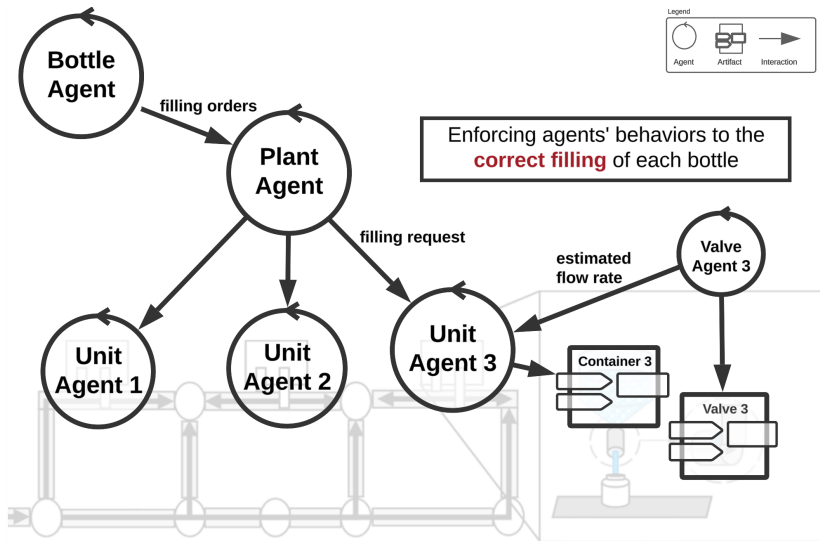 Legend
Agent
Artifact
Interaction
Bottle
Agent
filling orders
Plant
Agent
Enforcing agents' behaviors to the
correct filling of each bottle
filling request
estimated
flow rate
Valve
Agent 3
Unit
Agent 1
Unit
Agent 2
Unit
Agent 3
Container 3
Valve 3